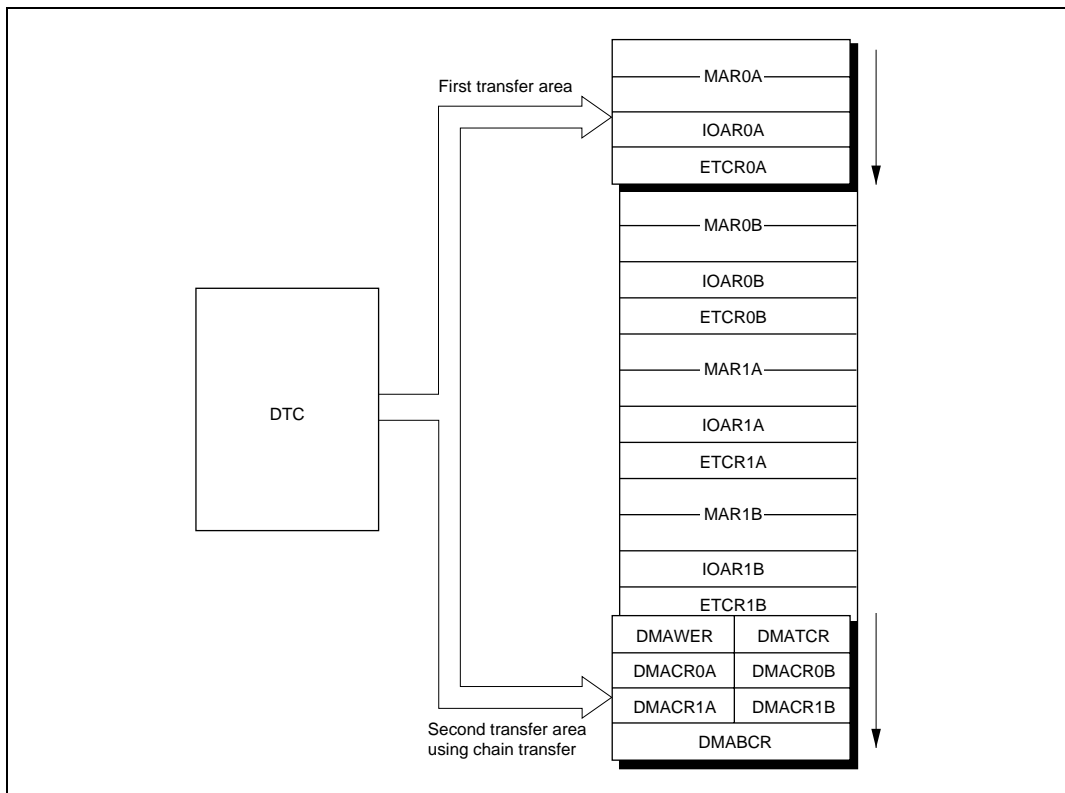 First transfer area
MAR0A
IOAR0A
ETCR0A
MAR0B
IOAR0B
ETCR0B
MAR1A
DTC
IOAR1A
ETCR1A
MAR1B
IOAR1B
ETCR1B
DMAWER DMATCR
DMACR0A DMACR0B
DMACR1A DMACR1B
Second transfer area
using chain transfer
DMABCR